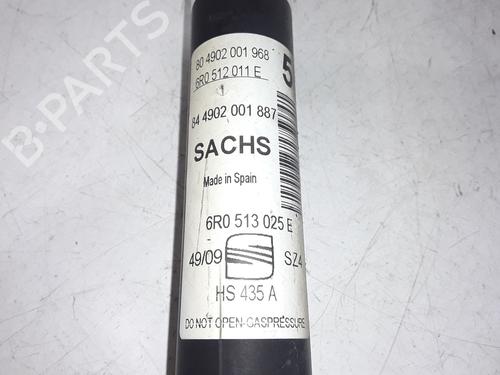 80 4902 001 968
6R0 512 011 E
5
84 4902 001 887
SACHS
Made in Spain
6R0 513 025 E
49/09 SZ4
HS 435 A
DO NOT OPEN-GASPRESSURE
B-PARTS